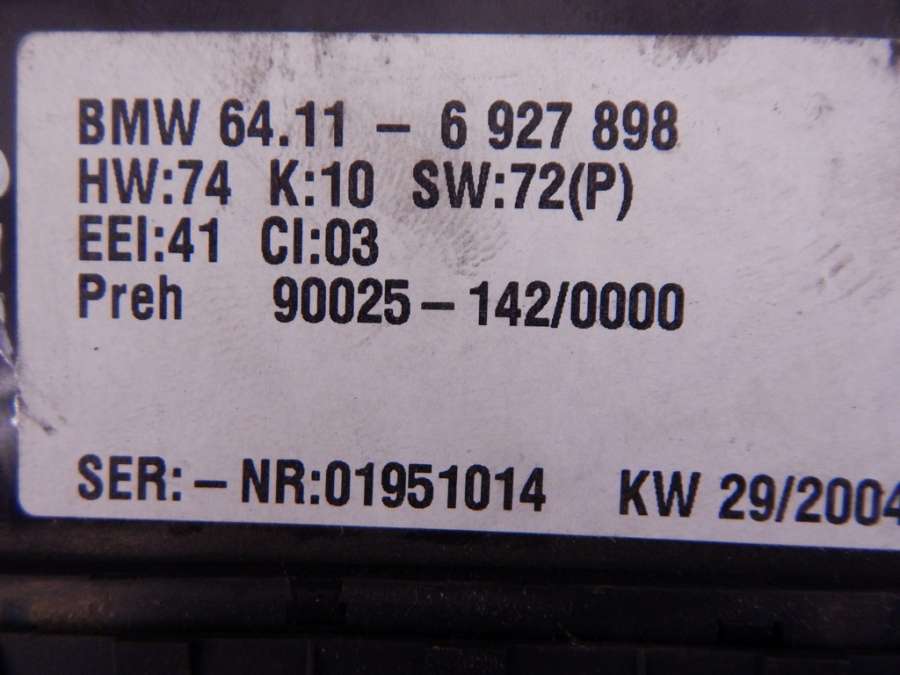 BMW 64.11 - 6 927 898
HW:74 K:10 SW:72(P)
EEI:41 CI:03
Preh 90025-142/0000
SER:-NR:01951014 KW 29/2004